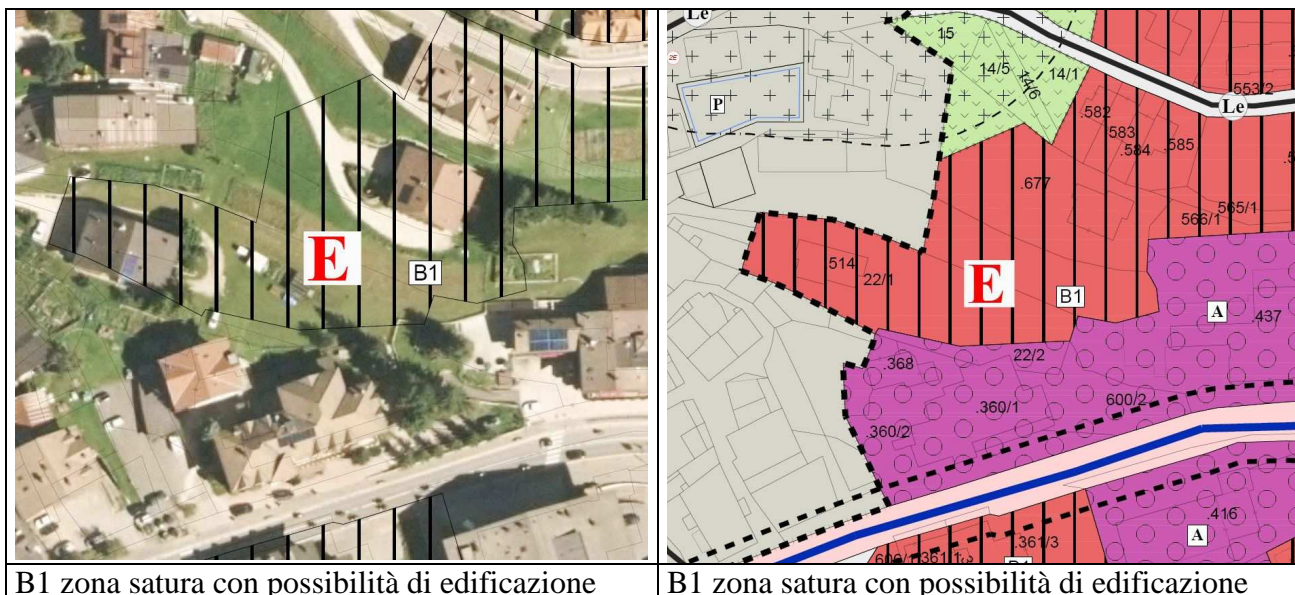 E
B1
B1 zona satura con possibilità di edificazione
Le
15
14/5
14/6
14/1
P
553/2
Le
.582
583
.584
.585
.677
565/1
566/1
514
22/1
E
B1
A
.437
22/2
.368
600/2
.360/1
.360/2
.416
A
.361/3
B1 zona satura con possibilità di edificazione